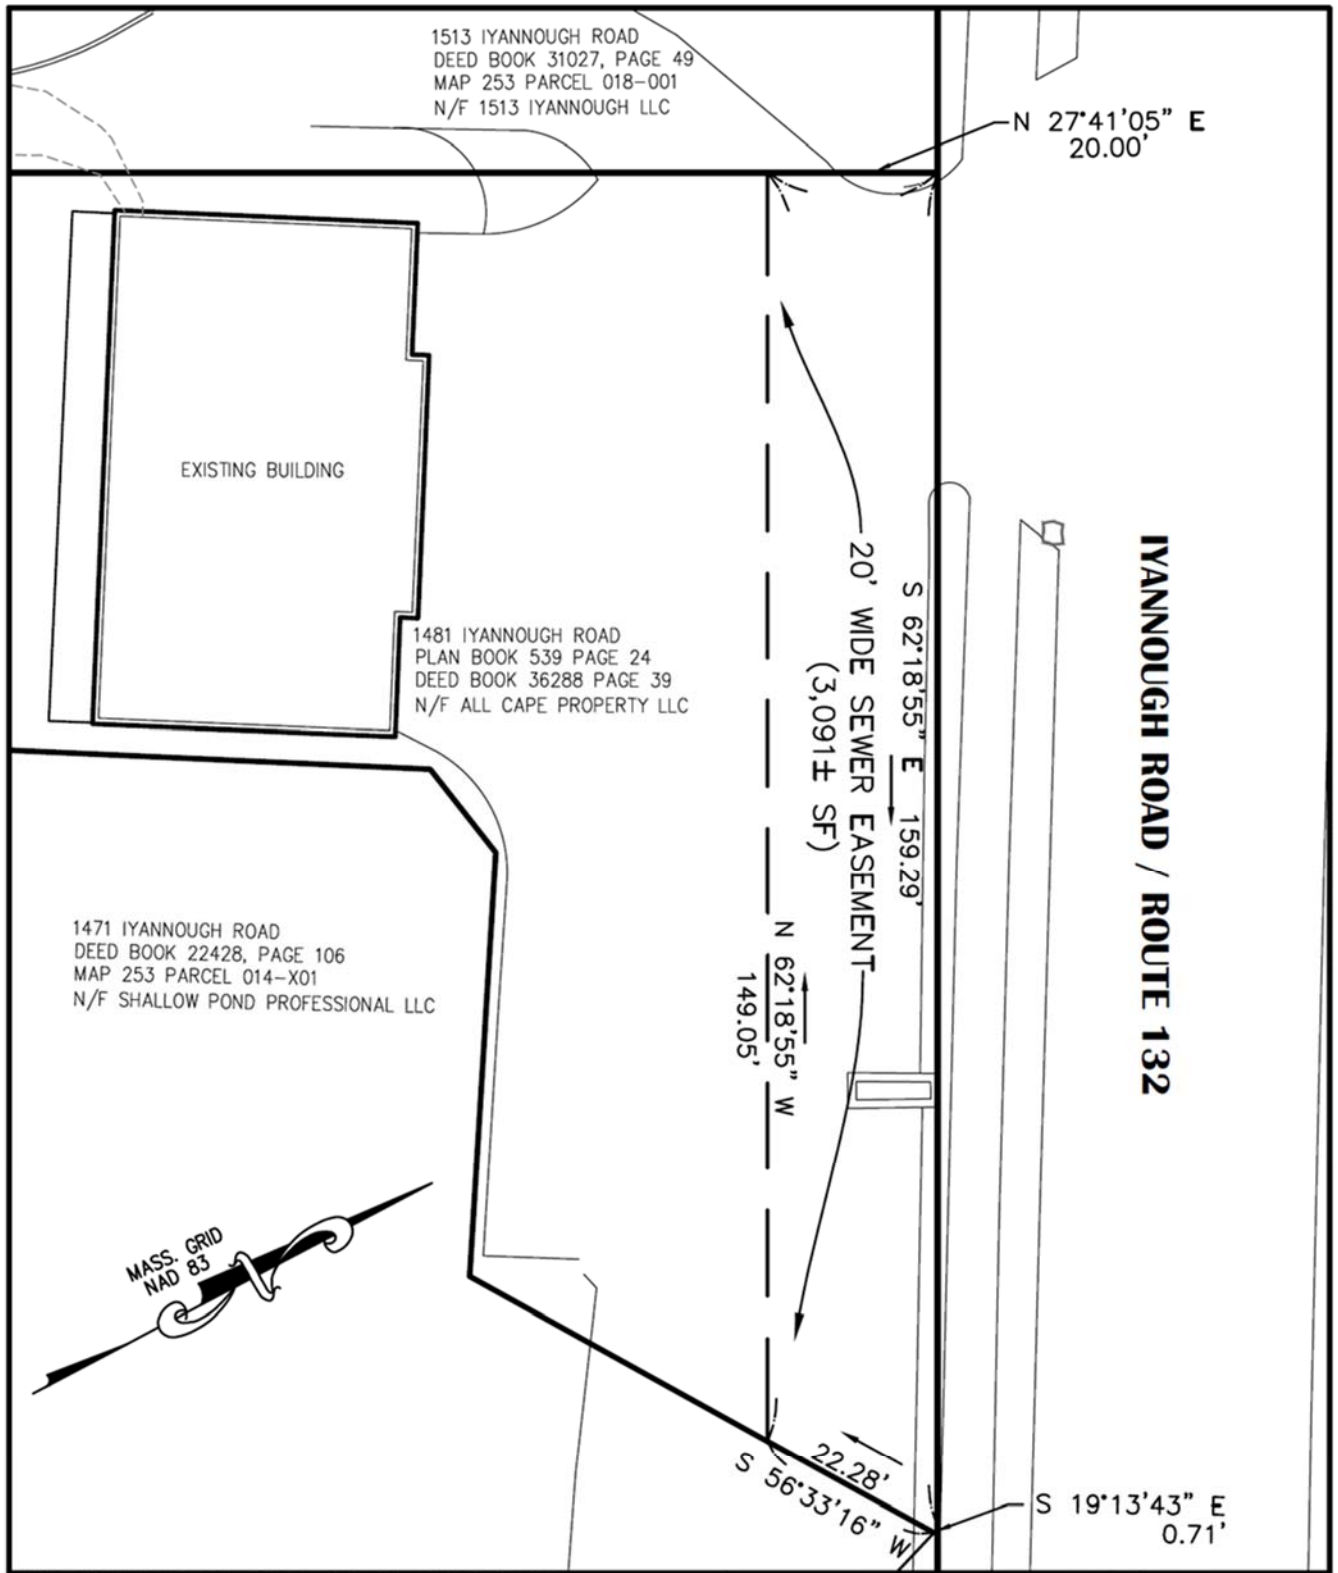 1513 IYANNOUGH ROAD
DEED BOOK 31027, PAGE 49
MAP 253 PARCEL 018-001
N/F 1513 IYANNOUGH LLC
N 27°41'05" E
20.00'
EXISTING BUILDING
IYANNOUGH ROAD / ROUTE 132
S 62°18'55" E 159.29'
20' WIDE SEWER EASEMENT
(3,091± SF)
1481 IYANNOUGH ROAD
PLAN BOOK 539 PAGE 24
DEED BOOK 36288 PAGE 39
N/F ALL CAPE PROPERTY LLC
N 62°18'55" W
149.05'
1471 IYANNOUGH ROAD
DEED BOOK 22428, PAGE 106
MAP 253 PARCEL 014-X01
N/F SHALLOW POND PROFESSIONAL LLC
MASS. GRID
NAD 83
N
22.28'
S 56°33'16" W
S 19°13'43" E
0.71'